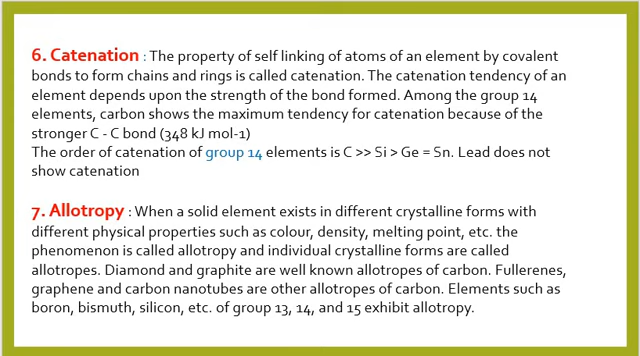 6. Catenation : The property of self linking of atoms of an element by covalent
bonds to form chains and rings is called catenation. The catenation tendency of an
element depends upon the strength of the bond formed. Among the group 14
elements, carbon shows the maximum tendency for catenation because of the
stronger C - C bond (348 kJ mol-1)
The order of catenation of group 14 elements is C >> Si > Ge = Sn. Lead does not
show catenation
7. Allotropy : When a solid element exists in different crystalline forms with
different physical properties such as colour, density, melting point, etc. the
phenomenon is called allotropy and individual crystalline forms are called
allotropes. Diamond and graphite are well known allotropes of carbon. Fullerenes,
graphene and carbon nanotubes are other allotropes of carbon. Elements such as
boron, bismuth, silicon, etc. of group 13, 14, and 15 exhibit allotropy.